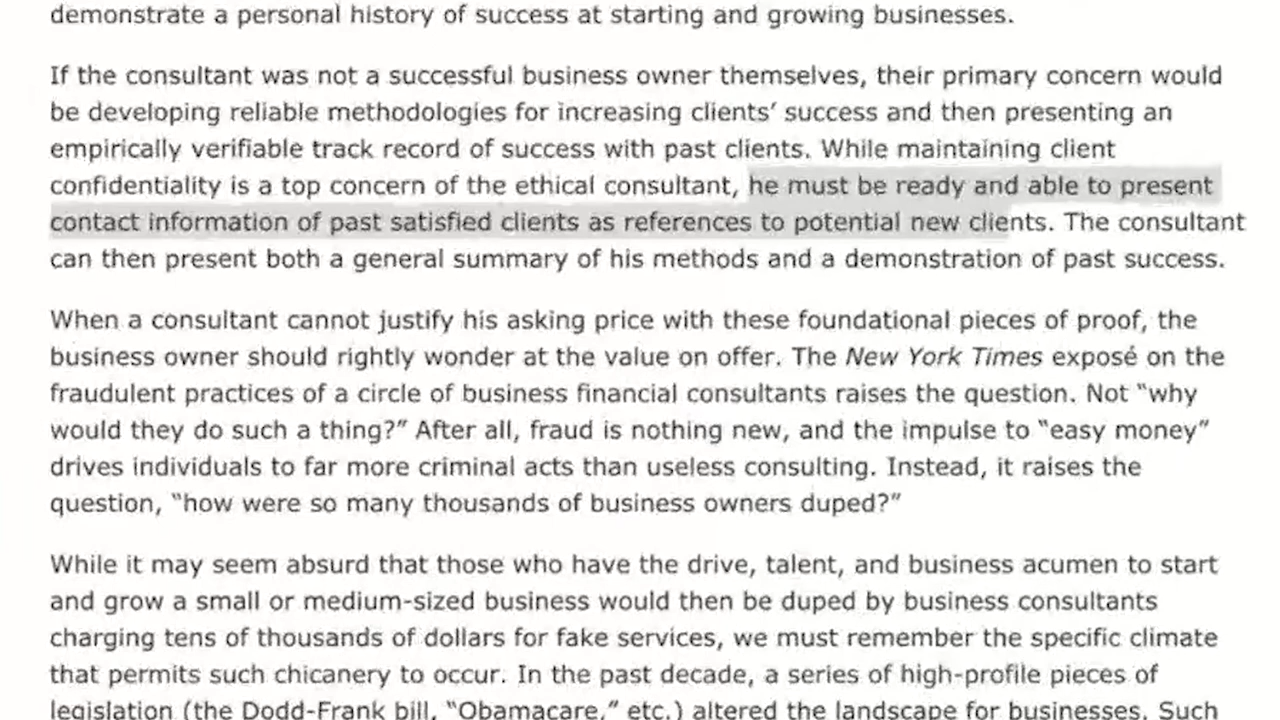 demonstrate a personal history of success at starting and growing businesses.
If the consultant was not a successful business owner themselves, their primary concern would
be developing reliable methodologies for increasing clients’ success and then presenting an
empirically verifiable track record of success with past clients. While maintaining client
confidentiality is a top concern of the ethical consultant, he must be ready and able to present
contact information of past satisfied clients as references to potential new clients. The consultant
can then present both a general summary of his methods and a demonstration of past success.
When a consultant cannot justify his asking price with these foundational pieces of proof, the
business owner should rightly wonder at the value on offer. The New York Times exposé on the
fraudulent practices of a circle of business financial consultants raises the question. Not “why
would they do such a thing?” After all, fraud is nothing new, and the impulse to “easy money”
drives individuals to far more criminal acts than useless consulting. Instead, it raises the
question, “how were so many thousands of business owners duped?”
While it may seem absurd that those who have the drive, talent, and business acumen to start
and grow a small or medium-sized business would then be duped by business consultants
charging tens of thousands of dollars for fake services, we must remember the specific climate
that permits such chicanery to occur. In the past decade, a series of high-profile pieces of
legislation (the Dodd-Frank bill, “Obamacare,” etc.) altered the landscape for businesses. Such